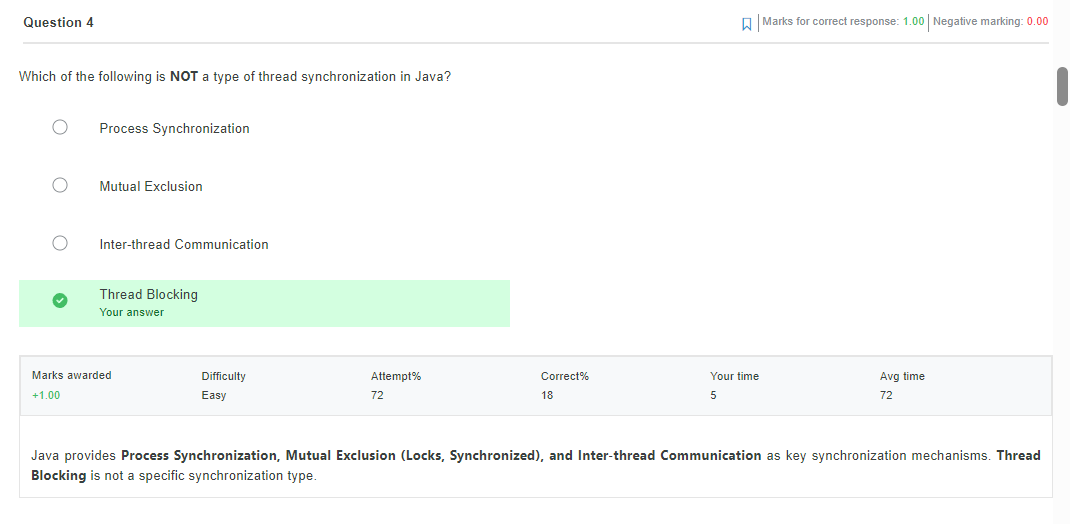 Question 4
Marks for correct response: 1.00 Negative marking: 0.00
Which of the following is NOT a type of thread synchronization in Java?
Process Synchronization
Mutual Exclusion
Inter-thread Communication
Thread Blocking
Your answer
Marks awarded Difficulty Attempt% Correct% Your time Avg time
+1.00 Easy 72 18 5 72
Java provides Process Synchronization, Mutual Exclusion (Locks, Synchronized), and Inter-thread Communication as key synchronization mechanisms. Thread
Blocking is not a specific synchronization type.